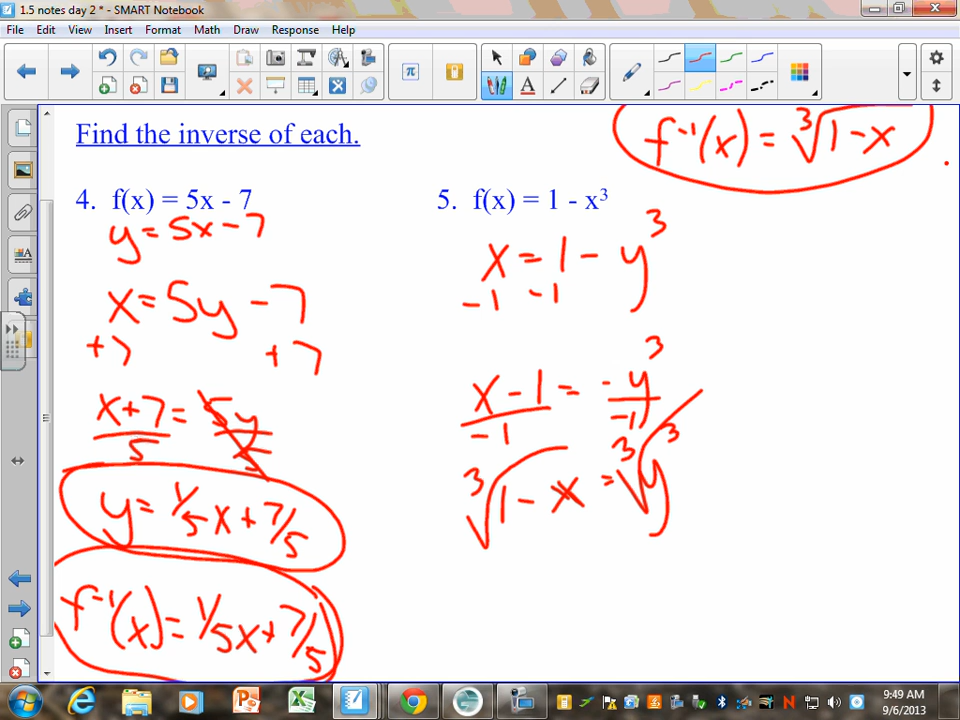 1.5 notes day 2 * - SMART Notebook
File Edit View Insert Format Math Draw Response Help
Find the inverse of each.
f⁻¹(x) = ∛(1-x)
4. f(x) = 5x - 7
y = 5x - 7
x = 5y - 7
+7 +7
x+7 = 5y
5 5
y = 1/5x + 7/5
f⁻¹(x) = 1/5x + 7/5
5. f(x) = 1 - x³
x = 1 - y³
-1 -1
x - 1 = -y³
-1 -1
∛(1 - x) = ∛y³
9:49 AM
9/6/2013